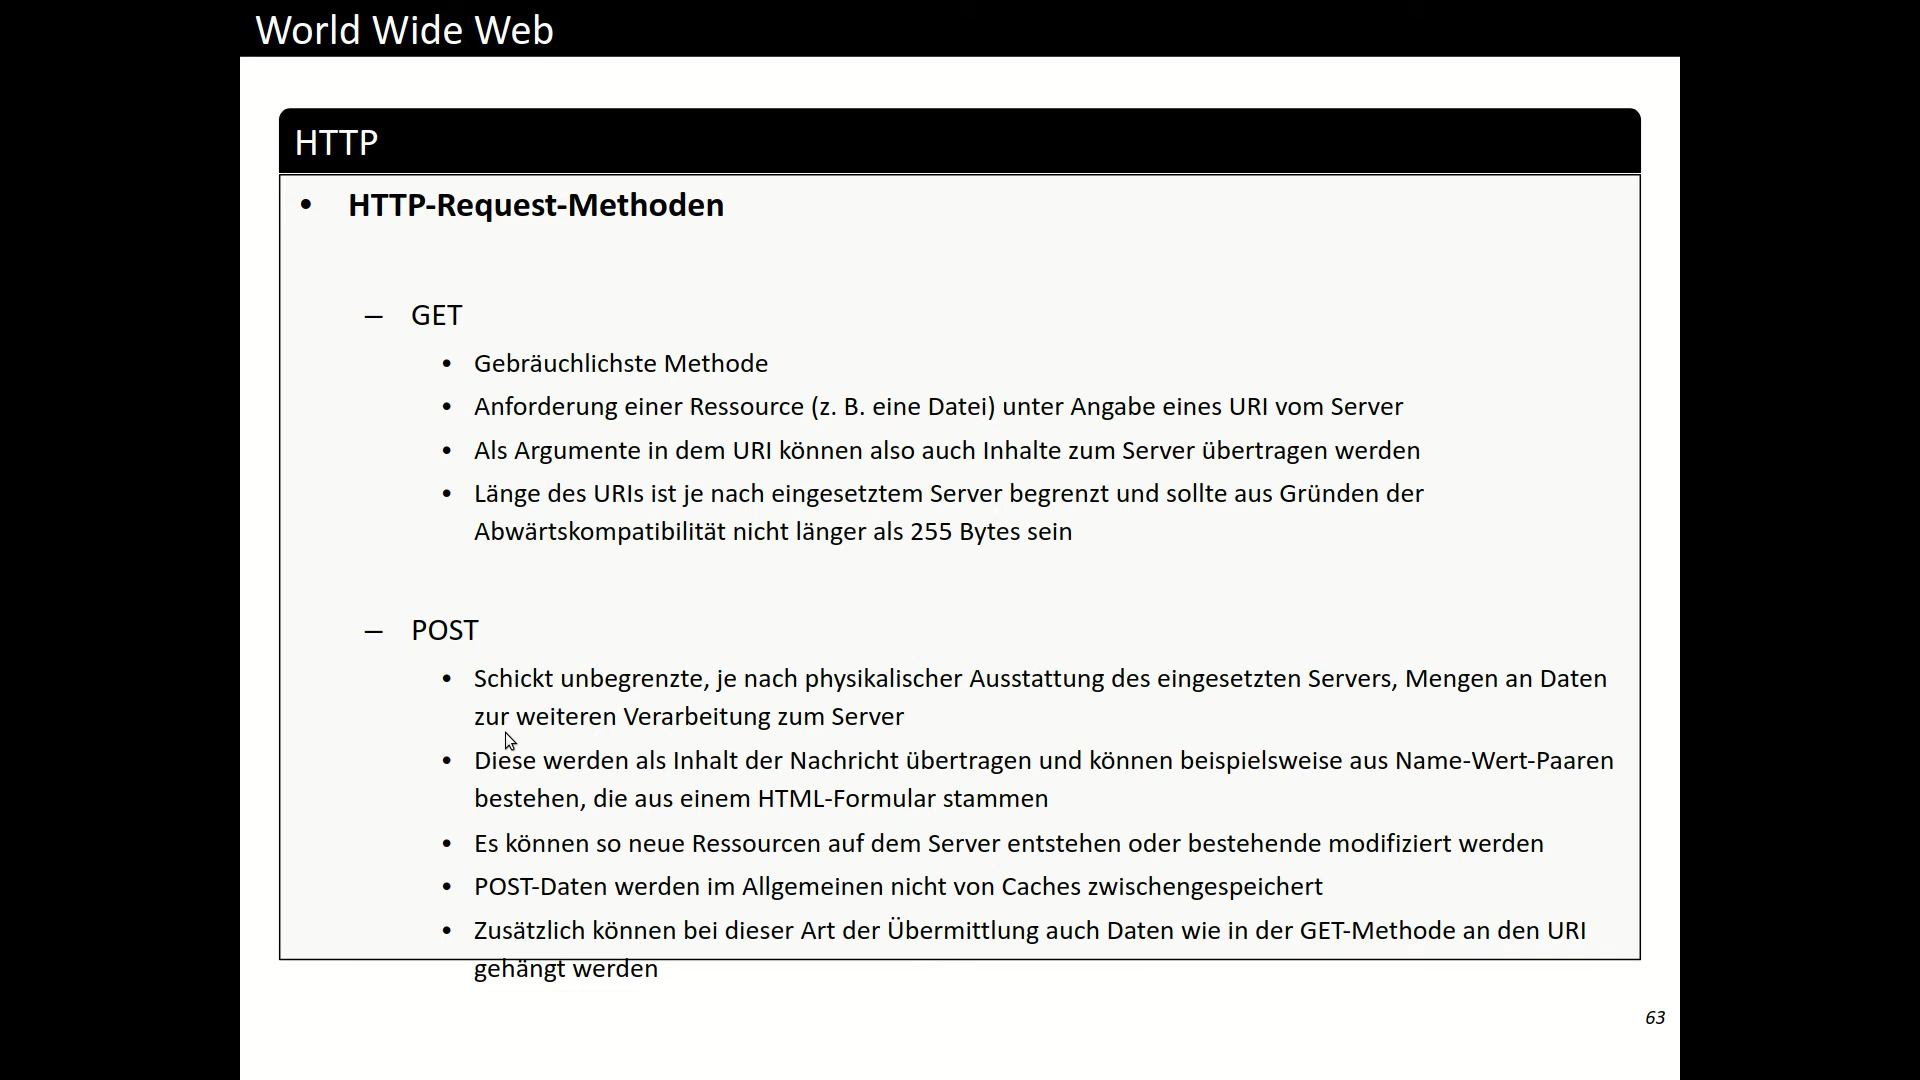 World Wide Web
HTTP
• HTTP-Request-Methoden
– GET
• Gebräuchlichste Methode
• Anforderung einer Ressource (z. B. eine Datei) unter Angabe eines URI vom Server
• Als Argumente in dem URI können also auch Inhalte zum Server übertragen werden
• Länge des URIs ist je nach eingesetztem Server begrenzt und sollte aus Gründen der
Abwärtskompatibilität nicht länger als 255 Bytes sein
– POST
• Schickt unbegrenzte, je nach physikalischer Ausstattung des eingesetzten Servers, Mengen an Daten
zur weiteren Verarbeitung zum Server
• Diese werden als Inhalt der Nachricht übertragen und können beispielsweise aus Name-Wert-Paaren
bestehen, die aus einem HTML-Formular stammen
• Es können so neue Ressourcen auf dem Server entstehen oder bestehende modifiziert werden
• POST-Daten werden im Allgemeinen nicht von Caches zwischengespeichert
• Zusätzlich können bei dieser Art der Übermittlung auch Daten wie in der GET-Methode an den URI
gehängt werden
63